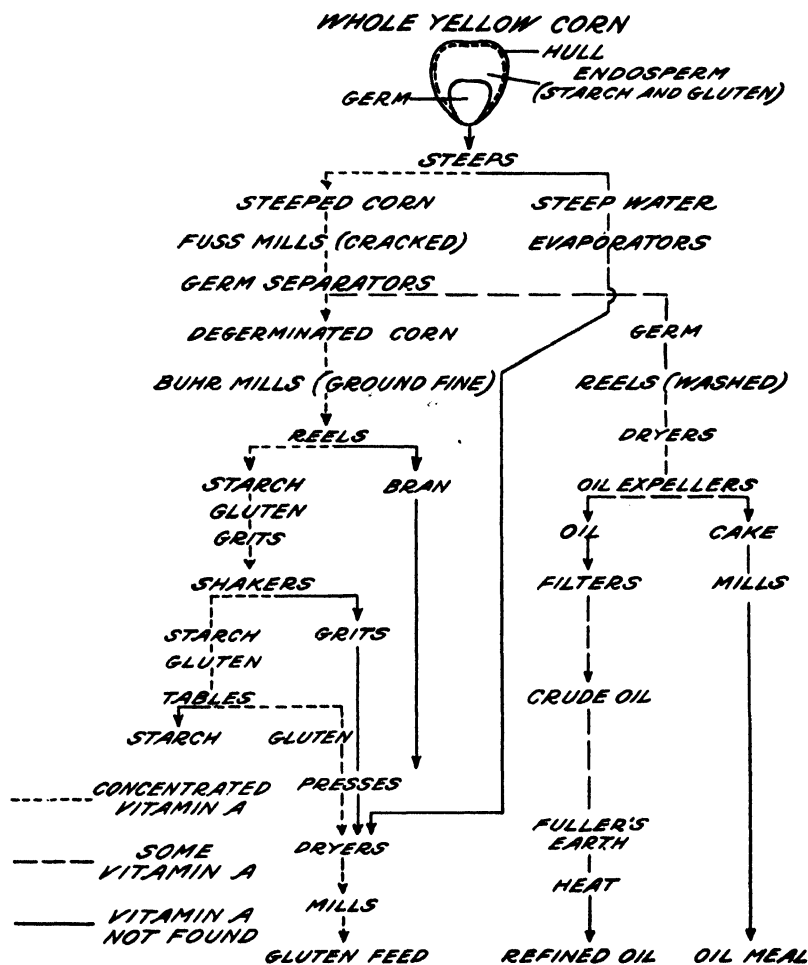 WHOLE YELLOW CORN
HULL
ENDOSPERM
(STARCH AND GLUTEN)
GERM
STEEPS
STEEPED CORN
STEEP WATER
FUSS MILLS (CRACKED)
EVAPORATORS
GERM SEPARATORS
DEGERMINATED CORN
GERM
BUHR MILLS (GROUND FINE)
REELS (WASHED)
DRYERS
REELS
OIL EXPELLERS
STARCH
BRAN
GLUTEN
GRITS
OIL
CAKE
SHAKERS
FILTERS
MILLS
STARCH
GRITS
GLUTEN
TABLES
CRUDE OIL
STARCH
GLUTEN
PRESSES
CONCENTRATED
VITAMIN A
DRYERS
FULLER'S
EARTH
SOME
VITAMIN A
HEAT
MILLS
VITAMIN A
NOT FOUND
GLUTEN FEED
REFINED OIL
OIL MEAL